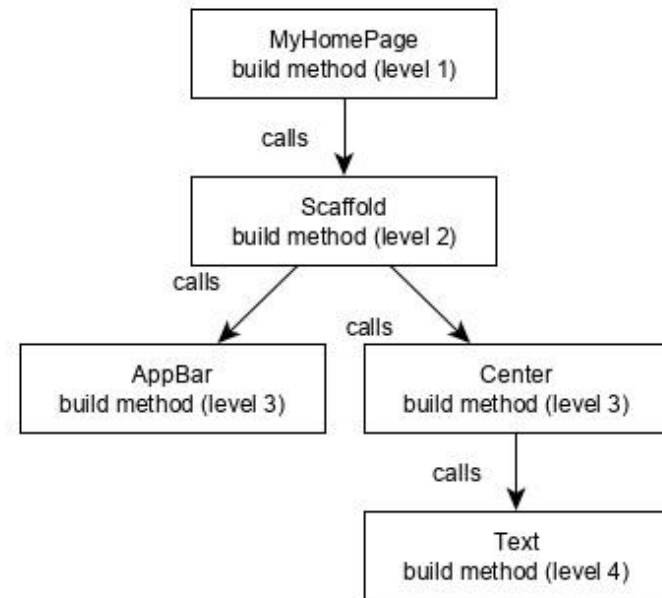 MyHomePage
build method (level 1)
calls
Scaffold
build method (level 2)
calls
calls
AppBar
build method (level 3)
Center
build method (level 3)
calls
Text
build method (level 4)